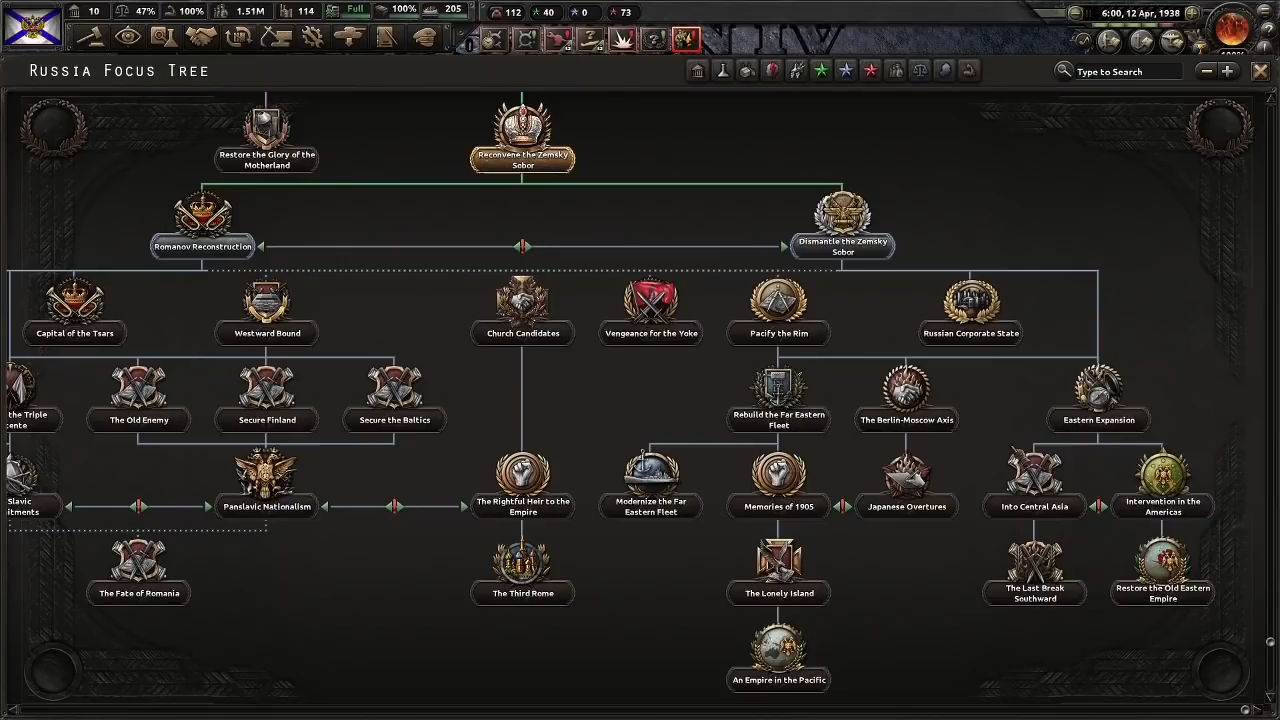 10 47% 100% 1.51M 114 Full 100% 205 112 40 0 73 6:00, 12 Apr, 1938
100%
RUSSIA FOCUS TREE
Type to Search
Restore the Glory of the
Motherland
Reconvene the Zemsky
Sobor
Romanov Reconstruction
Dismantle the Zemsky
Sobor
Capital of the Tsars
Westward Bound
Church Candidates
Vengeance for the Yoke
Pacify the Rim
Russian Corporate State
the Triple
cente
The Old Enemy
Secure Finland
Secure the Baltics
Rebuild the Far Eastern
Fleet
The Berlin-Moscow Axis
Eastern Expansion
Slavic
itments
Panslavic Nationalism
The Rightful Heir to the
Empire
Modernize the Far
Eastern Fleet
Memories of 1905
Japanese Overtures
Into Central Asia
Intervention in the
Americas
The Fate of Romania
The Third Rome
The Lonely Island
The Last Break
Southward
Restore the Old Eastern
Empire
An Empire in the Pacific